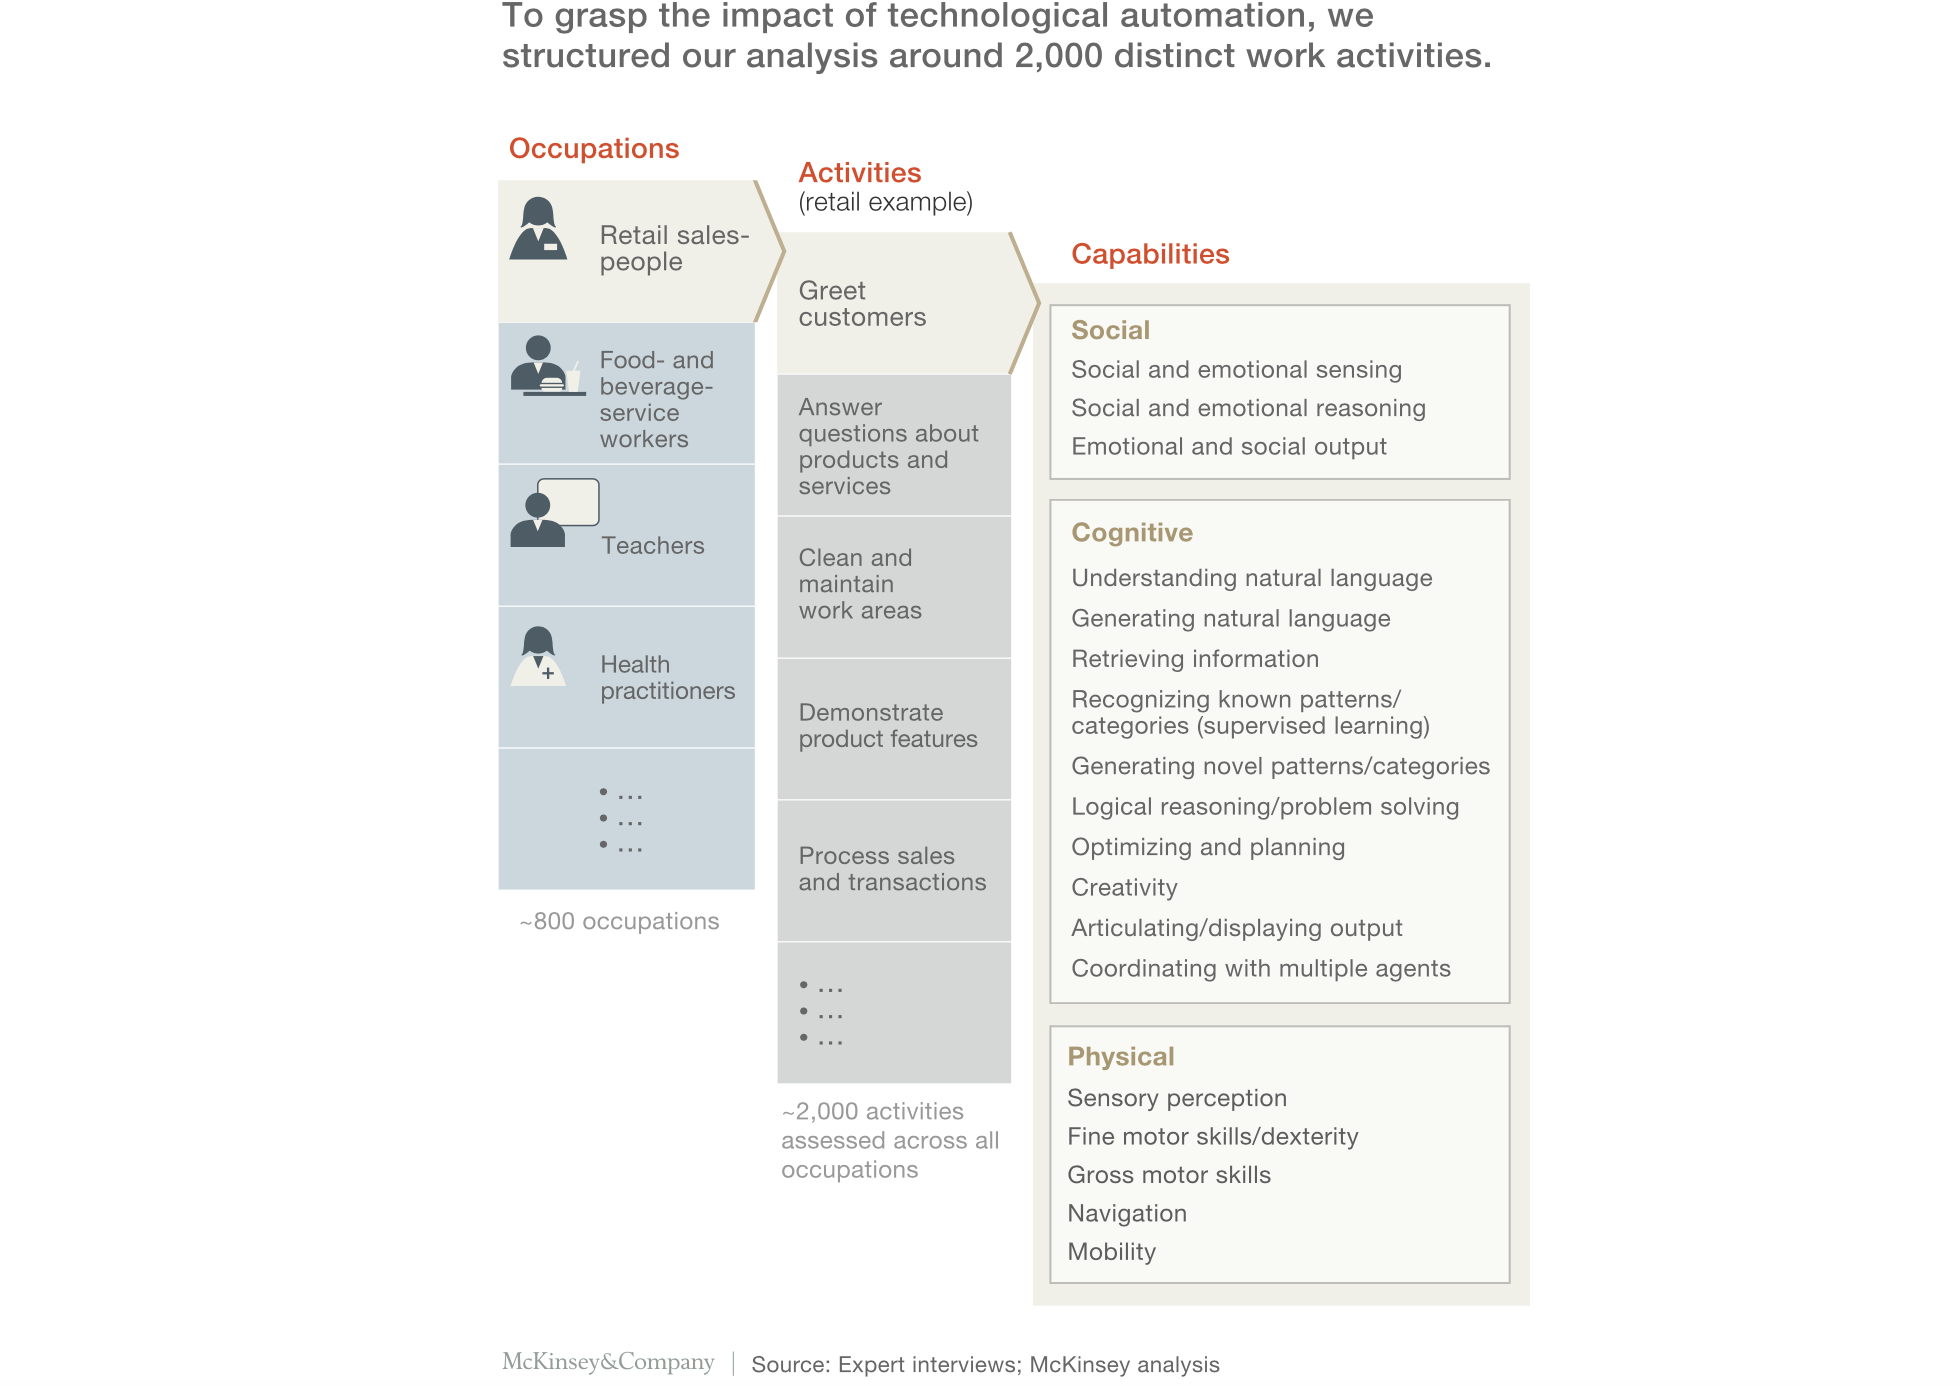 To grasp the impact of technological automation, we
structured our analysis around 2,000 distinct work activities.
Occupations
Retail sales-
people
Food- and
beverage-
service
workers
Teachers
Health
practitioners
• ...
• ...
• ...
~800 occupations
Activities
(retail example)
Greet
customers
Answer
questions about
products and
services
Clean and
maintain
work areas
Demonstrate
product features
Process sales
and transactions
• ...
• ...
• ...
~2,000 activities
assessed across all
occupations
Capabilities
Social
Social and emotional sensing
Social and emotional reasoning
Emotional and social output
Cognitive
Understanding natural language
Generating natural language
Retrieving information
Recognizing known patterns/
categories (supervised learning)
Generating novel patterns/categories
Logical reasoning/problem solving
Optimizing and planning
Creativity
Articulating/displaying output
Coordinating with multiple agents
Physical
Sensory perception
Fine motor skills/dexterity
Gross motor skills
Navigation
Mobility
McKinsey&Company | Source: Expert interviews; McKinsey analysis